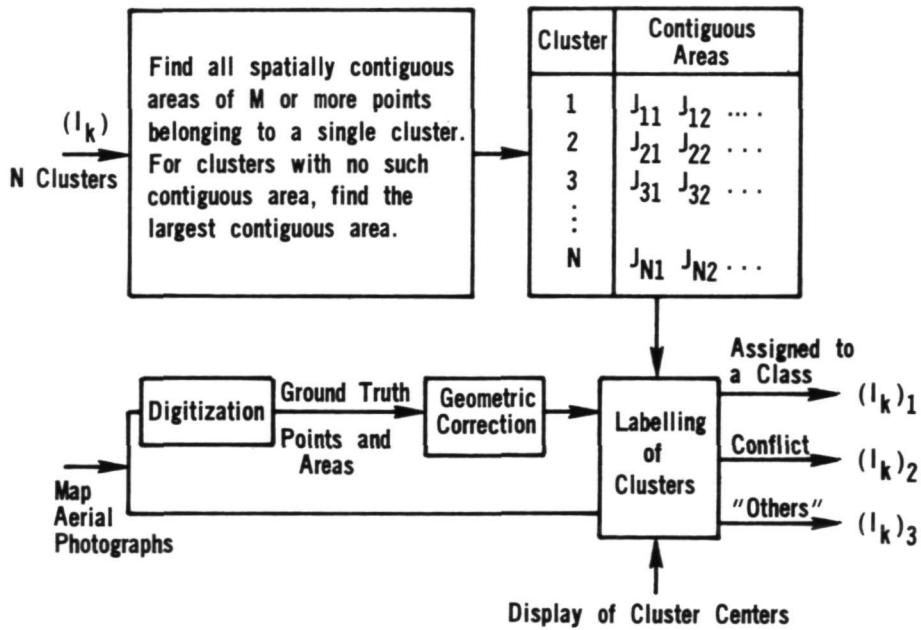 (I_k)
N Clusters
Find all spatially contiguous
areas of M or more points
belonging to a single cluster.
For clusters with no such
contiguous area, find the
largest contiguous area.
Cluster Contiguous Areas
1 J_11 J_12 ....
2 J_21 J_22 ...
3 J_31 J_32 ...
⋮
N J_N1 J_N2 ...
Map
Aerial
Photographs
Digitization
Ground Truth
Points and
Areas
Geometric
Correction
Labelling
of
Clusters
Assigned to
a Class
(I_k)_1
Conflict
(I_k)_2
"Others"
(I_k)_3
Display of Cluster Centers